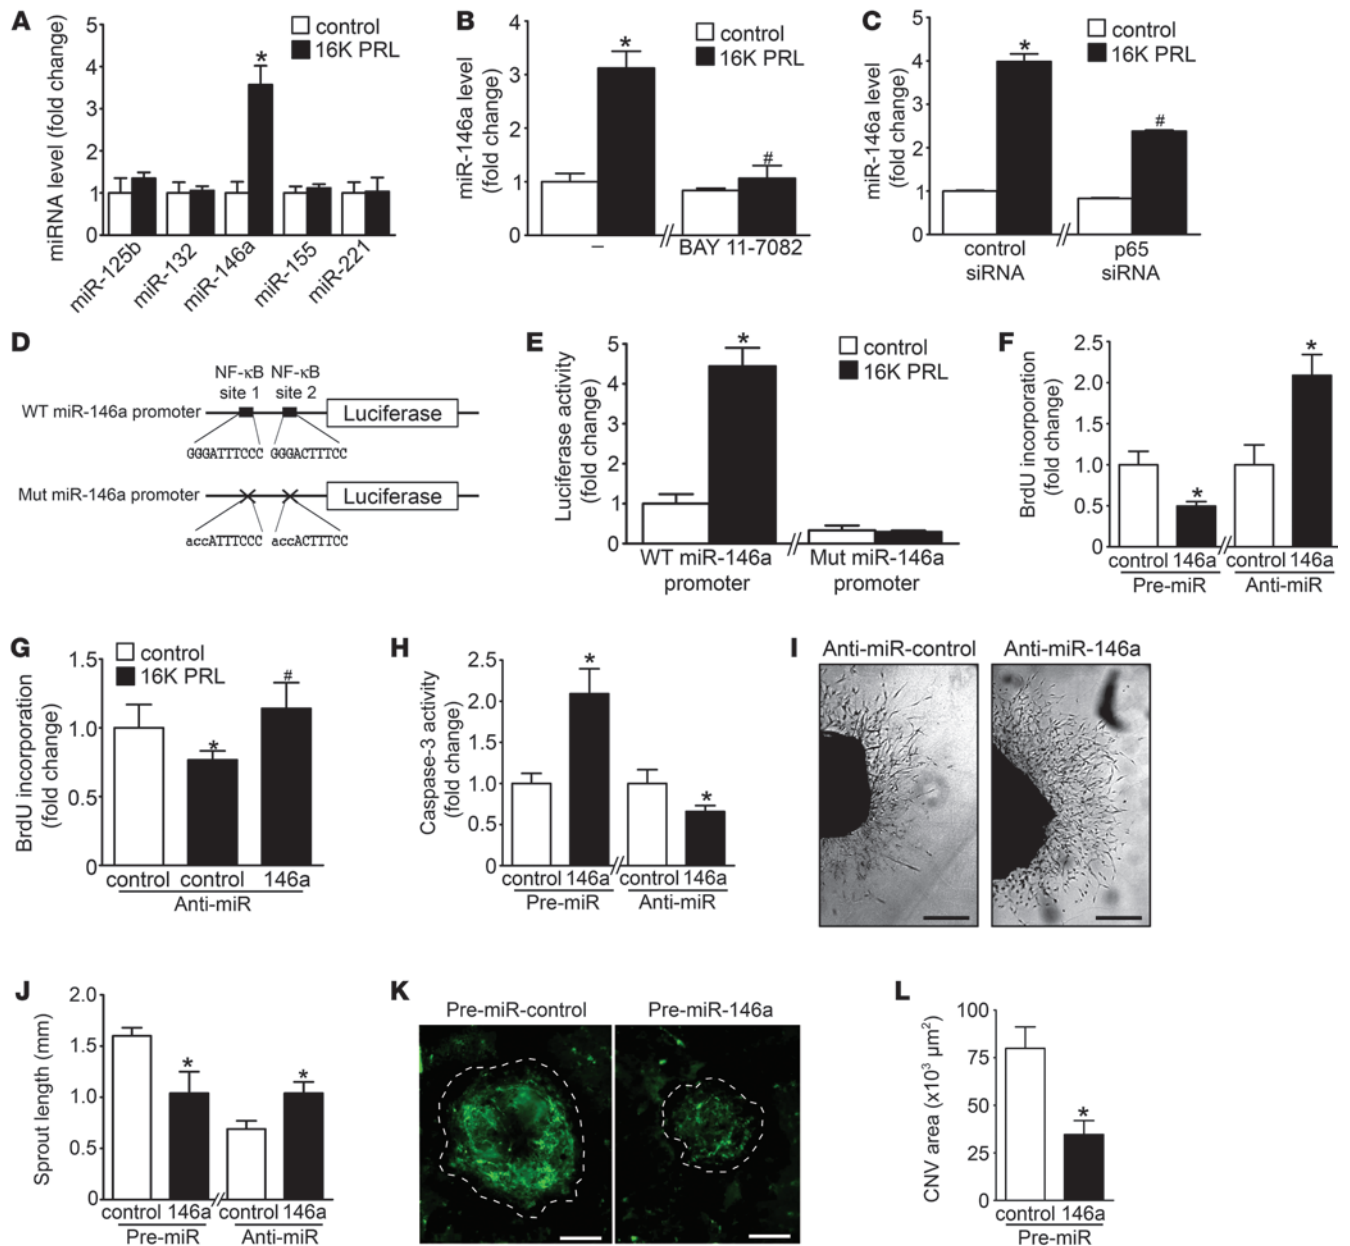 A
miRNA level (fold change)
5
4
3
2
1
0
control
16K PRL
*
miR-125b
miR-132
miR-146a
miR-155
miR-221
B
miR-146a level
(fold change)
4
3
2
1
0
control
16K PRL
*
#
–
BAY 11-7082
C
miR-146a level
(fold change)
5
4
3
2
1
0
control
16K PRL
*
#
control
siRNA
p65
siRNA
D
NF-κB NF-κB
site 1 site 2
WT miR-146a promoter
Luciferase
GGGATTTCCC GGGACTTTCC
Mut miR-146a promoter
Luciferase
accATTTCCC accACTTTCC
E
Luciferase activity
(fold change)
5
4
3
2
1
0
control
16K PRL
*
WT miR-146a
promoter
Mut miR-146a
promoter
F
BrdU incorporation
(fold change)
2.5
2.0
1.5
1.0
0.5
0
*
*
control 146a control 146a
Pre-miR Anti-miR
G
BrdU incorporation
(fold change)
1.5
1.0
0.5
0
control
16K PRL
*
#
control control 146a
Anti-miR
H
Caspase-3 activity
(fold change)
2.5
2.0
1.5
1.0
0.5
0
*
*
control 146a control 146a
Pre-miR Anti-miR
I
Anti-miR-control Anti-miR-146a
J
Sprout length (mm)
2.0
1.5
1.0
0.5
0
*
*
control 146a control 146a
Pre-miR Anti-miR
K
Pre-miR-control Pre-miR-146a
L
CNV area (x10³ µm²)
100
75
50
25
0
*
control 146a
Pre-miR